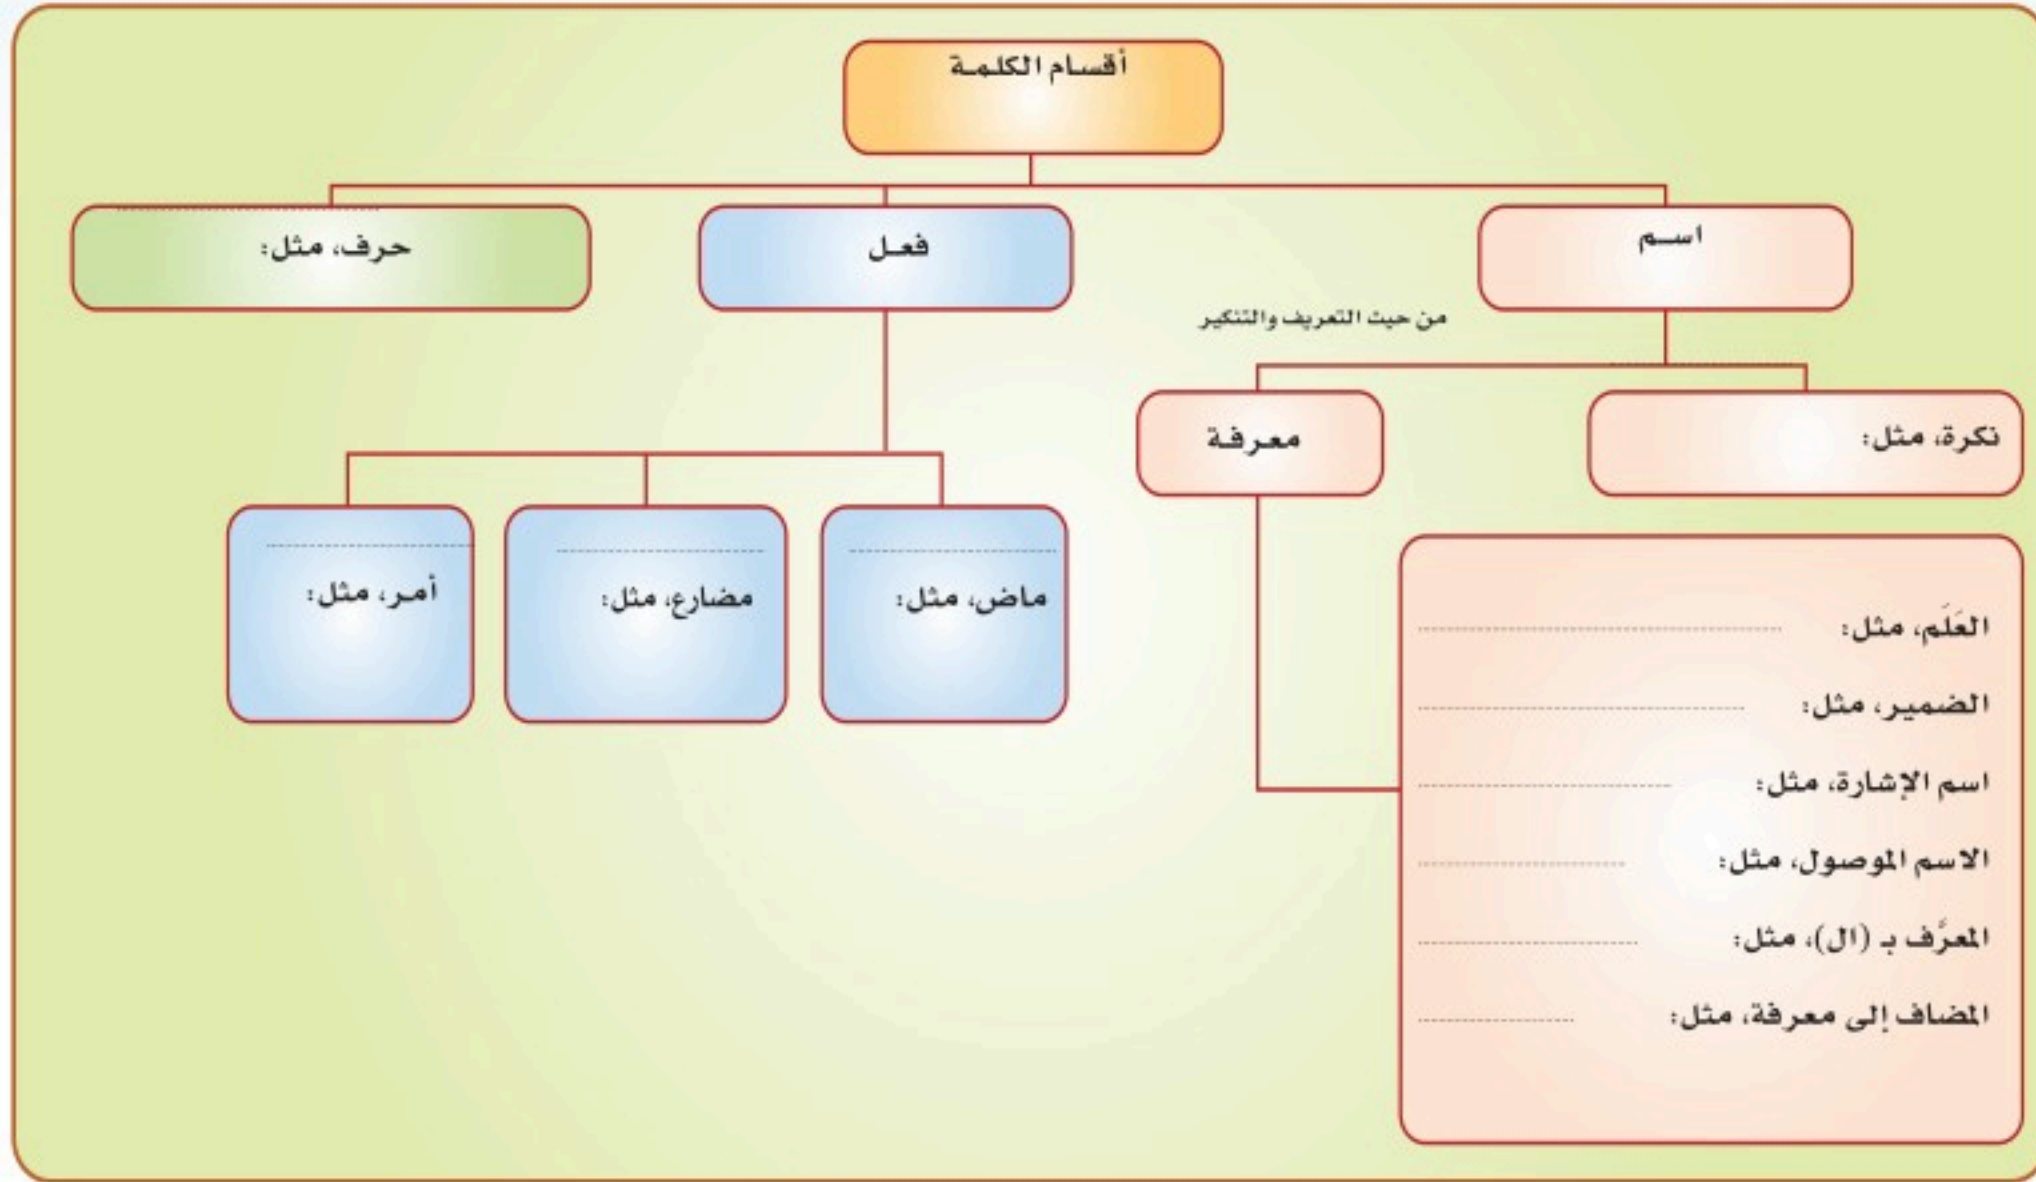 أقسام الكلمة
اسم
فعل
حرف، مثل:
من حيث التعريف والتنكير
نكرة، مثل:
معرفة
ماض، مثل:
مضارع، مثل:
أمر، مثل:
العَلَم، مثل:
الضمير، مثل:
اسم الإشارة، مثل:
الاسم الموصول، مثل:
المعرَّف بـ (ال)، مثل:
المضاف إلى معرفة، مثل: